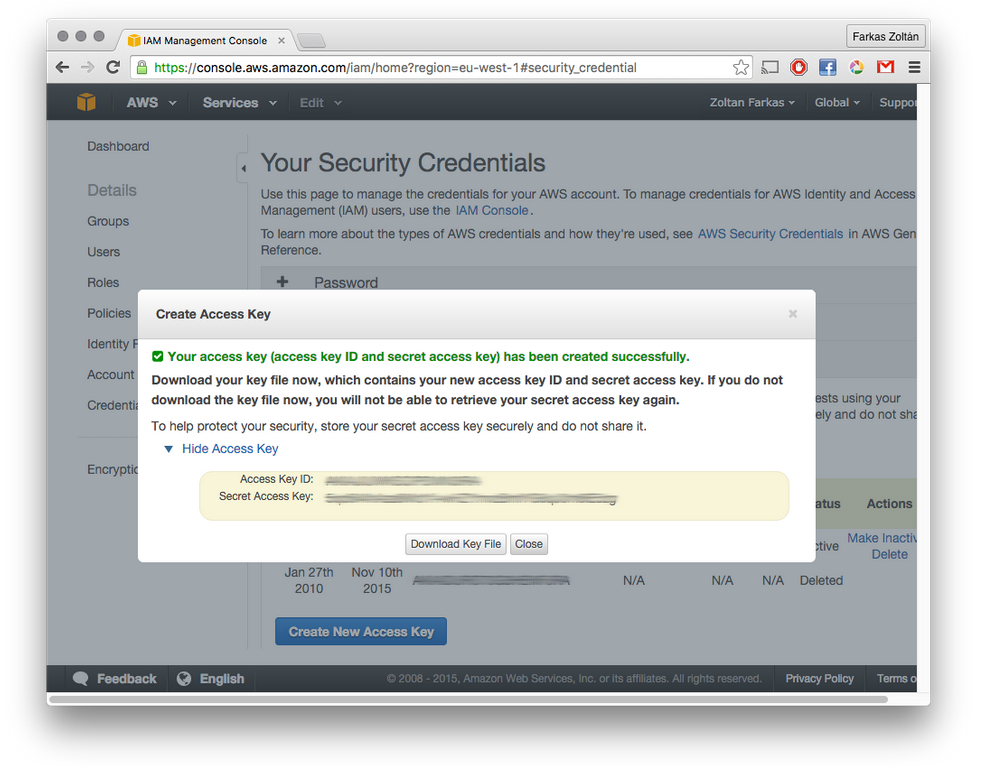 IAM Management Console
Farkas Zoltán
https://console.aws.amazon.com/iam/home?region=eu-west-1#security_credential
AWS Services Edit Zoltan Farkas Global Suppor
Dashboard
Details
Groups
Users
Roles
Policies
Identity P
Account
Credentia
Encryptic
Your Security Credentials
Use this page to manage the credentials for your AWS account. To manage credentials for AWS Identity and Access
Management (IAM) users, use the IAM Console.
To learn more about the types of AWS credentials and how they're used, see AWS Security Credentials in AWS Gen
Reference.
Password
Create Access Key
Your access key (access key ID and secret access key) has been created successfully.
Download your key file now, which contains your new access key ID and secret access key. If you do not
download the key file now, you will not be able to retrieve your secret access key again.
To help protect your security, store your secret access key securely and do not share it.
Hide Access Key
Access Key ID:
Secret Access Key:
Download Key File Close
ests using your
ely and do not sha
atus Actions
ctive Make Inactiv
Delete
Jan 27th
2010
Nov 10th
2015
N/A N/A N/A Deleted
Create New Access Key
Feedback English © 2008 - 2015, Amazon Web Services, Inc. or its affiliates. All rights reserved. Privacy Policy Terms o